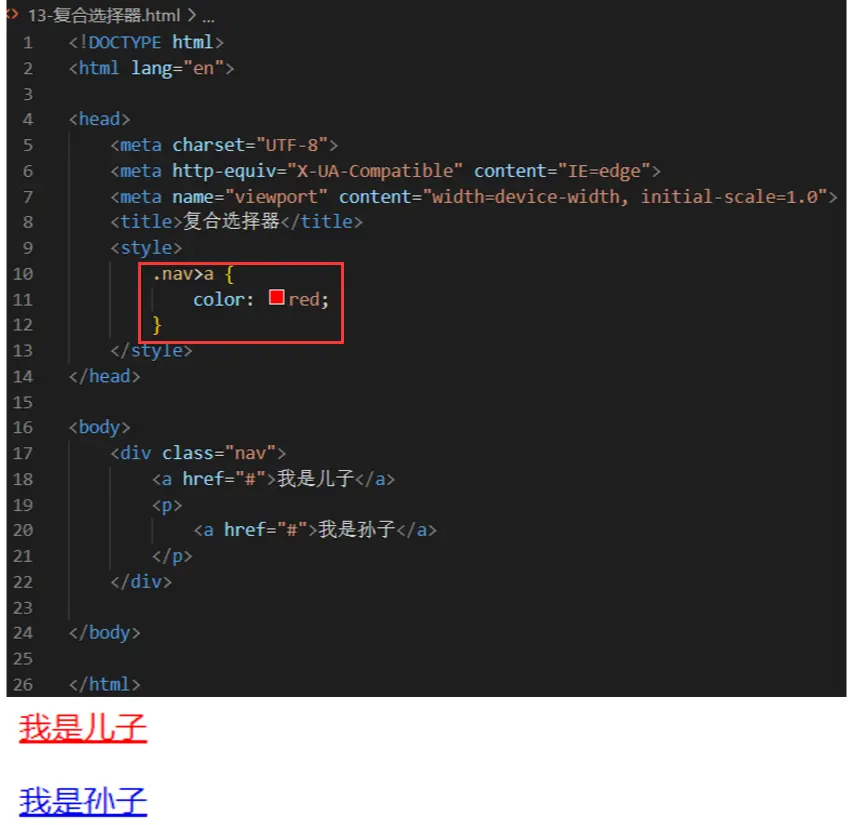 13-复合选择器.html > ...
1 <!DOCTYPE html>
2 <html lang="en">
3
4 <head>
5     <meta charset="UTF-8">
6     <meta http-equiv="X-UA-Compatible" content="IE=edge">
7     <meta name="viewport" content="width=device-width, initial-scale=1.0">
8     <title>复合选择器</title>
9     <style>
10         .nav>a {
11             color: red;
12         }
13     </style>
14 </head>
15
16 <body>
17     <div class="nav">
18         <a href="#">我是儿子</a>
19         <p>
20             <a href="#">我是孙子</a>
21         </p>
22     </div>
23
24 </body>
25
26 </html>
我是儿子
我是孙子